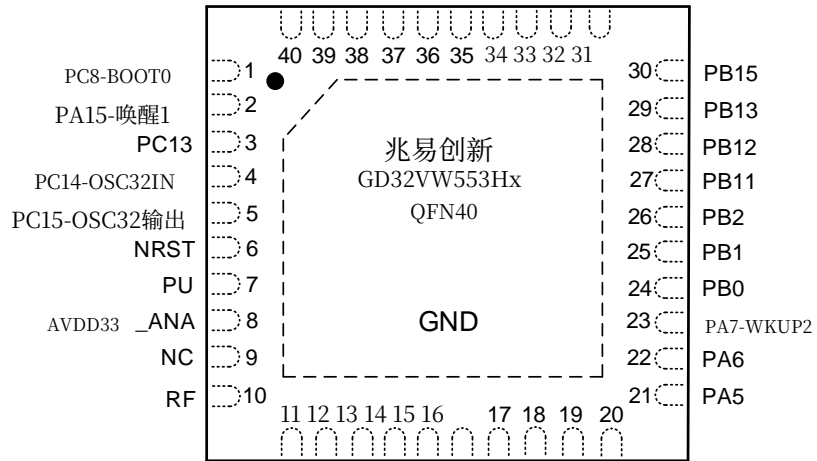 40 39 38 37 36 35 34 33 32 31
PC8-BOOT0 1
PA15-唤醒1 2
PC13 3
PC14-OSC32IN 4
PC15-OSC32输出 5
NRST 6
PU 7
AVDD33 _ANA 8
NC 9
RF 10
兆易创新
GD32VW553Hx
QFN40
GND
30 PB15
29 PB13
28 PB12
27 PB11
26 PB2
25 PB1
24 PB0
23 PA7-WKUP2
22 PA6
21 PA5
11 12 13 14 15 16 17 18 19 20